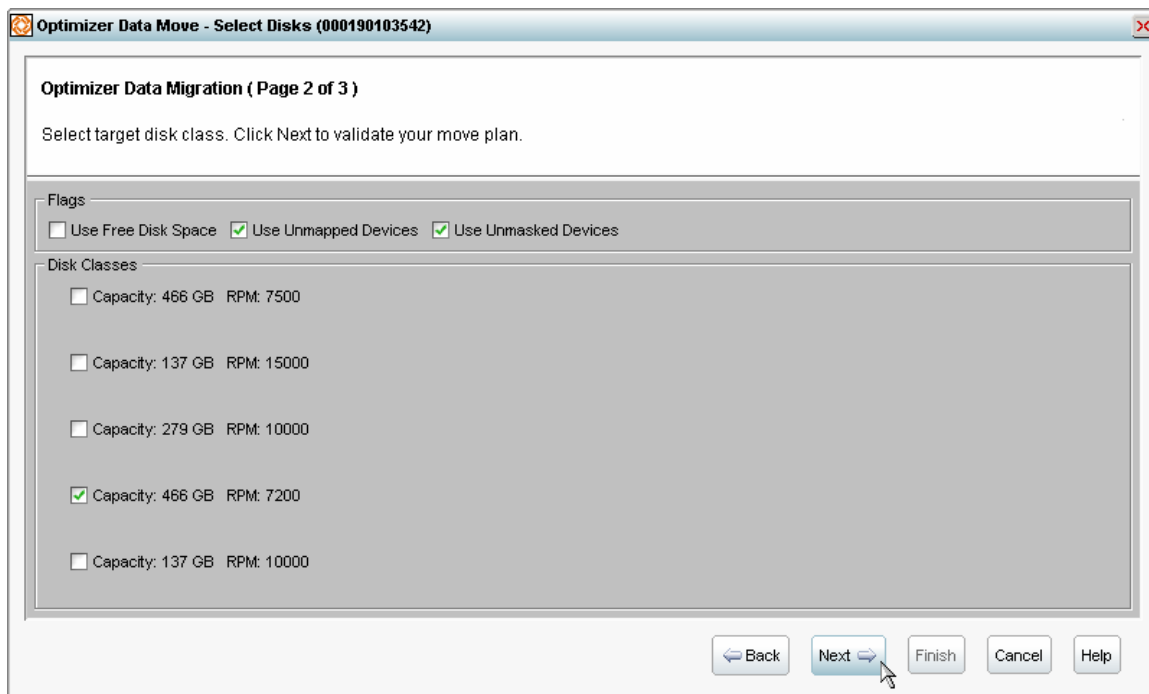 Optimizer Data Move - Select Disks (000190103542)
Optimizer Data Migration ( Page 2 of 3 )
Select target disk class. Click Next to validate your move plan.
Flags
Use Free Disk Space Use Unmapped Devices Use Unmasked Devices
Disk Classes
Capacity: 466 GB RPM: 7500
Capacity: 137 GB RPM: 15000
Capacity: 279 GB RPM: 10000
Capacity: 466 GB RPM: 7200
Capacity: 137 GB RPM: 10000
Back Next Finish Cancel Help